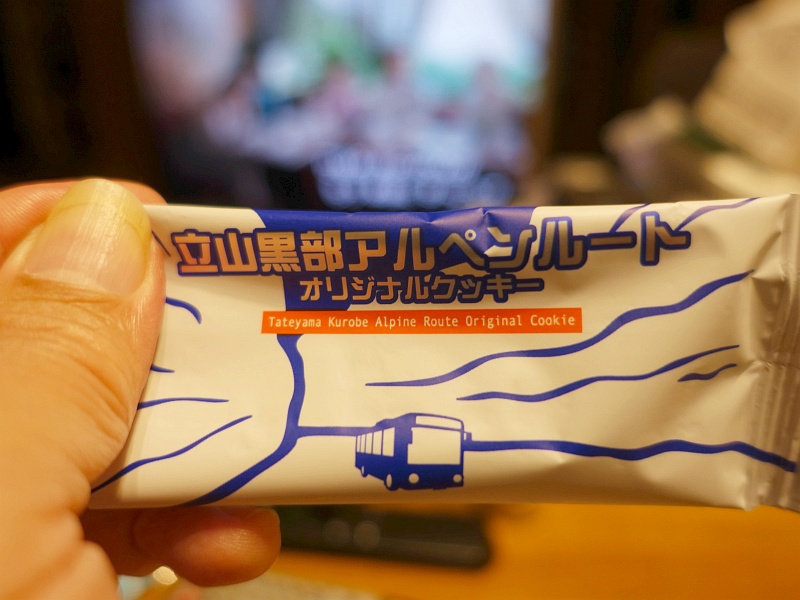 立山黒部アルペンルート
オリジナルクッキー
Tateyama Kurobe Alpine Route Original Cookie